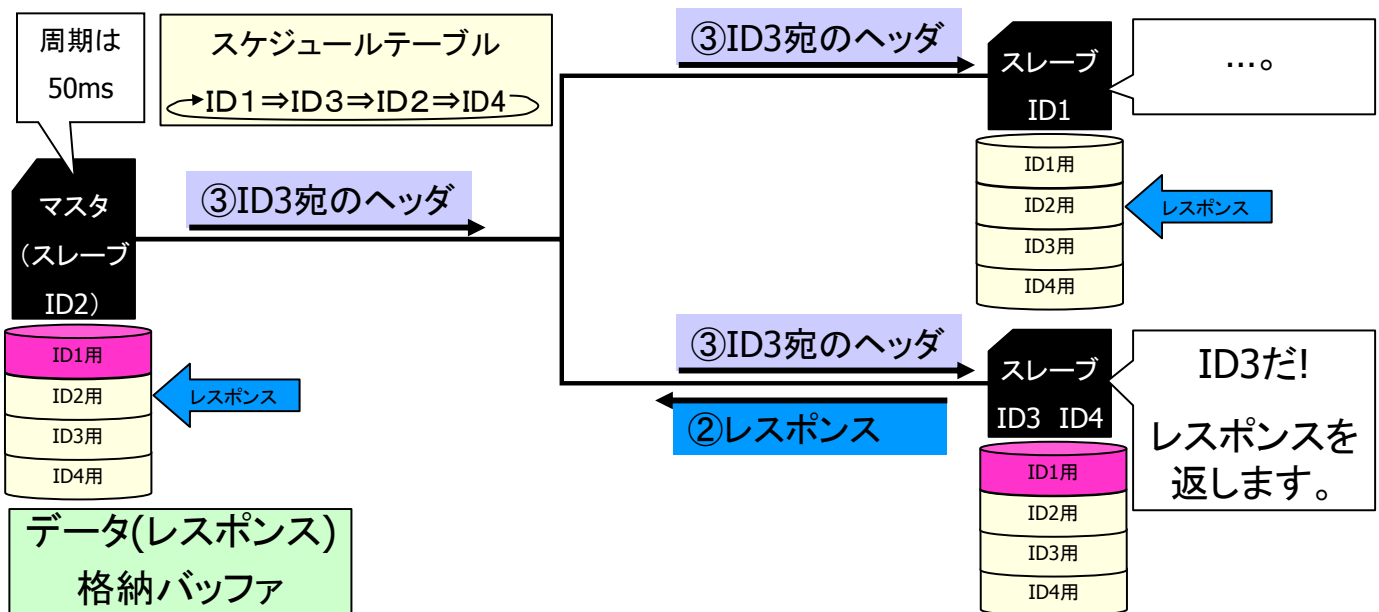 周期は
50ms
スケジュールテーブル
ID1⇒ID3⇒ID2⇒ID4
③ID3宛のヘッダ
スレーブ
ID1
…。
ID1用
ID2用
ID3用
ID4用
レスポンス
マスタ
(スレーブ
ID2)
③ID3宛のヘッダ
ID1用
ID2用
ID3用
ID4用
レスポンス
③ID3宛のヘッダ
②レスポンス
スレーブ
ID3 ID4
ID3だ!
レスポンスを
返します。
ID1用
ID2用
ID3用
ID4用
データ(レスポンス)
格納バッファ